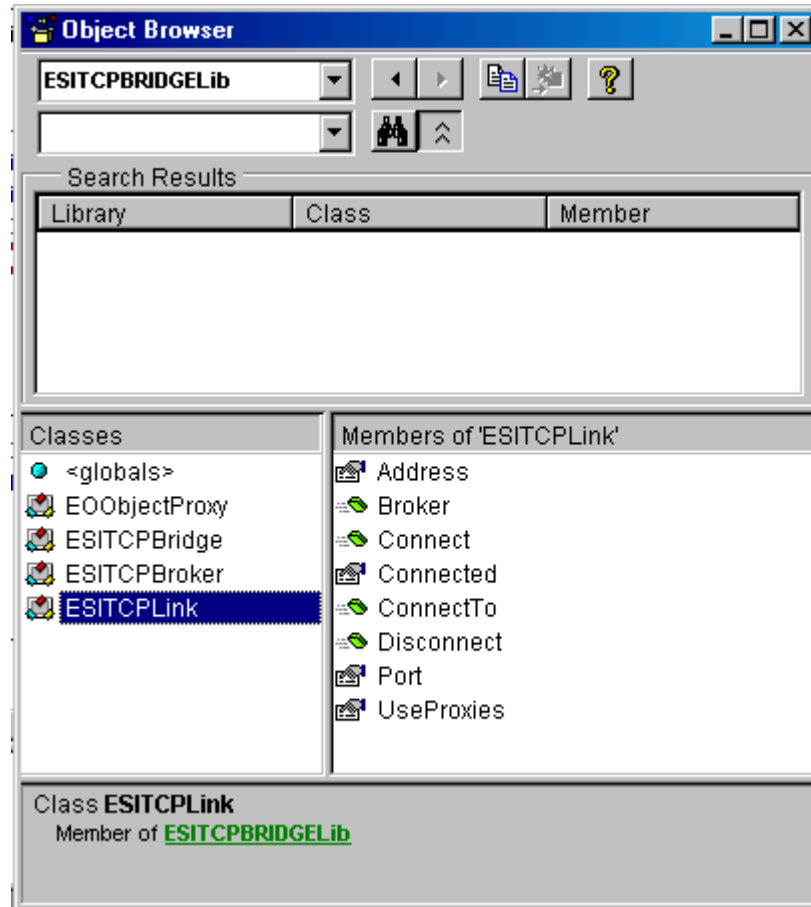 Object Browser
ESITCPBRIDGELib
Search Results
Library Class Member
Classes
<globals>
EOObjectProxy
ESITCPBridge
ESITCPBroker
ESITCPLink
Members of 'ESITCPLink'
Address
Broker
Connect
Connected
ConnectTo
Disconnect
Port
UseProxies
Class ESITCPLink
Member of ESITCPBRIDGELib